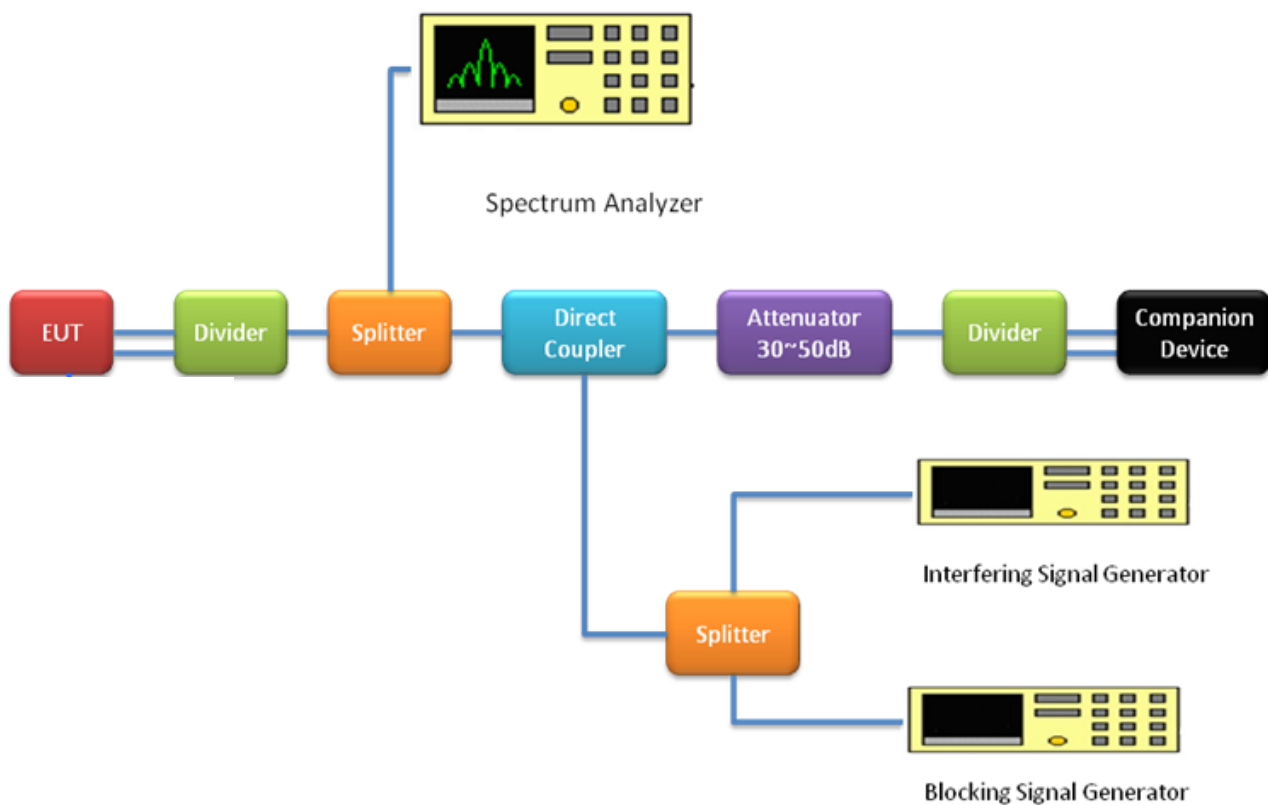 Spectrum Analyzer
EUT
Divider
Splitter
Direct
Coupler
Attenuator
30~50dB
Divider
Companion
Device
Interfering Signal Generator
Splitter
Blocking Signal Generator